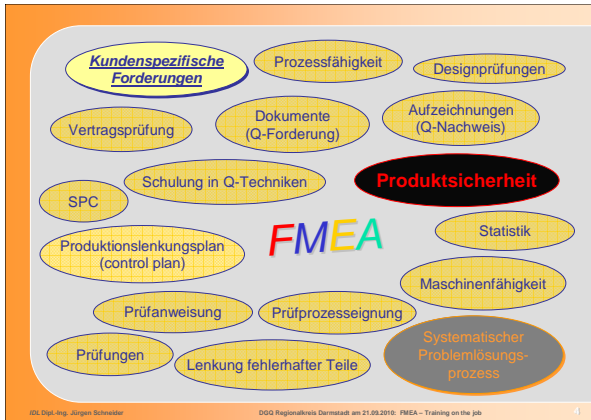 Kundenspezifische
Forderungen
Prozessfähigkeit
Designprüfungen
Vertragsprüfung
Dokumente
(Q-Forderung)
Aufzeichnungen
(Q-Nachweis)
Schulung in Q-Techniken
Produktsicherheit
SPC
FMEA
Statistik
Produktionslenkungsplan
(control plan)
Maschinenfähigkeit
Prüfanweisung
Prüfprozesseignung
Systematischer
Problemlösungs-
prozess
Prüfungen
Lenkung fehlerhafter Teile
IDL Dipl.-Ing. Jürgen Schneider
DGQ Regionalkreis Darmstadt am 21.09.2010: FMEA – Training on the job
4